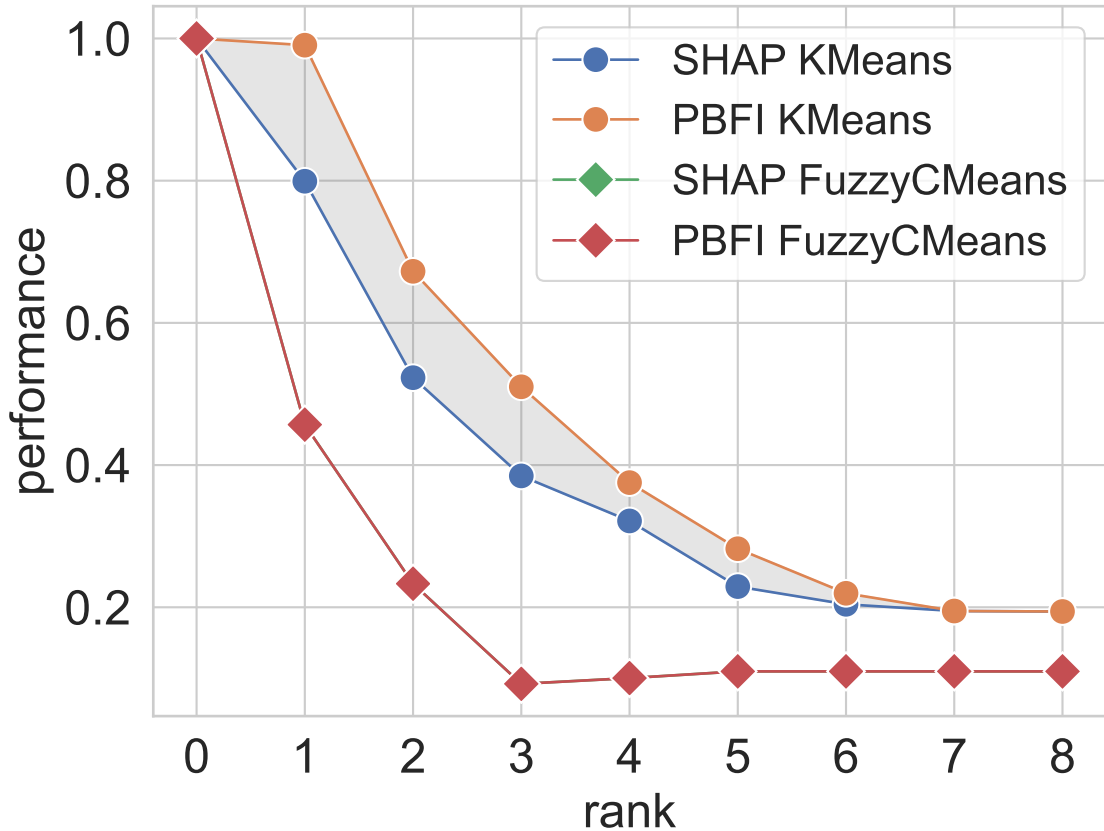 1.0
0.8
0.6
0.4
0.2
performance
SHAP KMeans
PBFI KMeans
SHAP FuzzyCMeans
PBFI FuzzyCMeans
0 1 2 3 4 5 6 7 8
rank